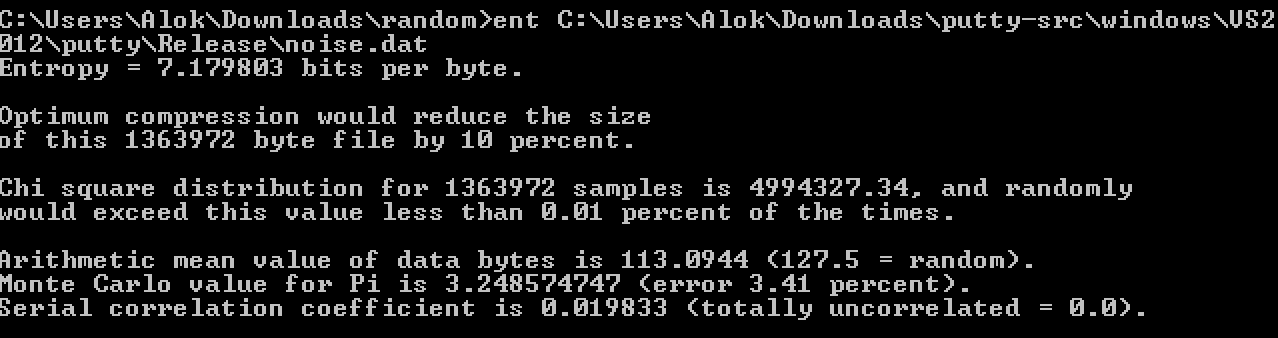 C:\Users\Alok\Downloads\random>ent C:\Users\Alok\Downloads\putty-src\windows\VS2
012\putty\Release\noise.dat
Entropy = 7.179803 bits per byte.
Optimum compression would reduce the size
of this 1363972 byte file by 10 percent.
Chi square distribution for 1363972 samples is 4994327.34, and randomly
would exceed this value less than 0.01 percent of the times.
Arithmetic mean value of data bytes is 113.0944 (127.5 = random).
Monte Carlo value for Pi is 3.248574747 (error 3.41 percent).
Serial correlation coefficient is 0.019833 (totally uncorrelated = 0.0).